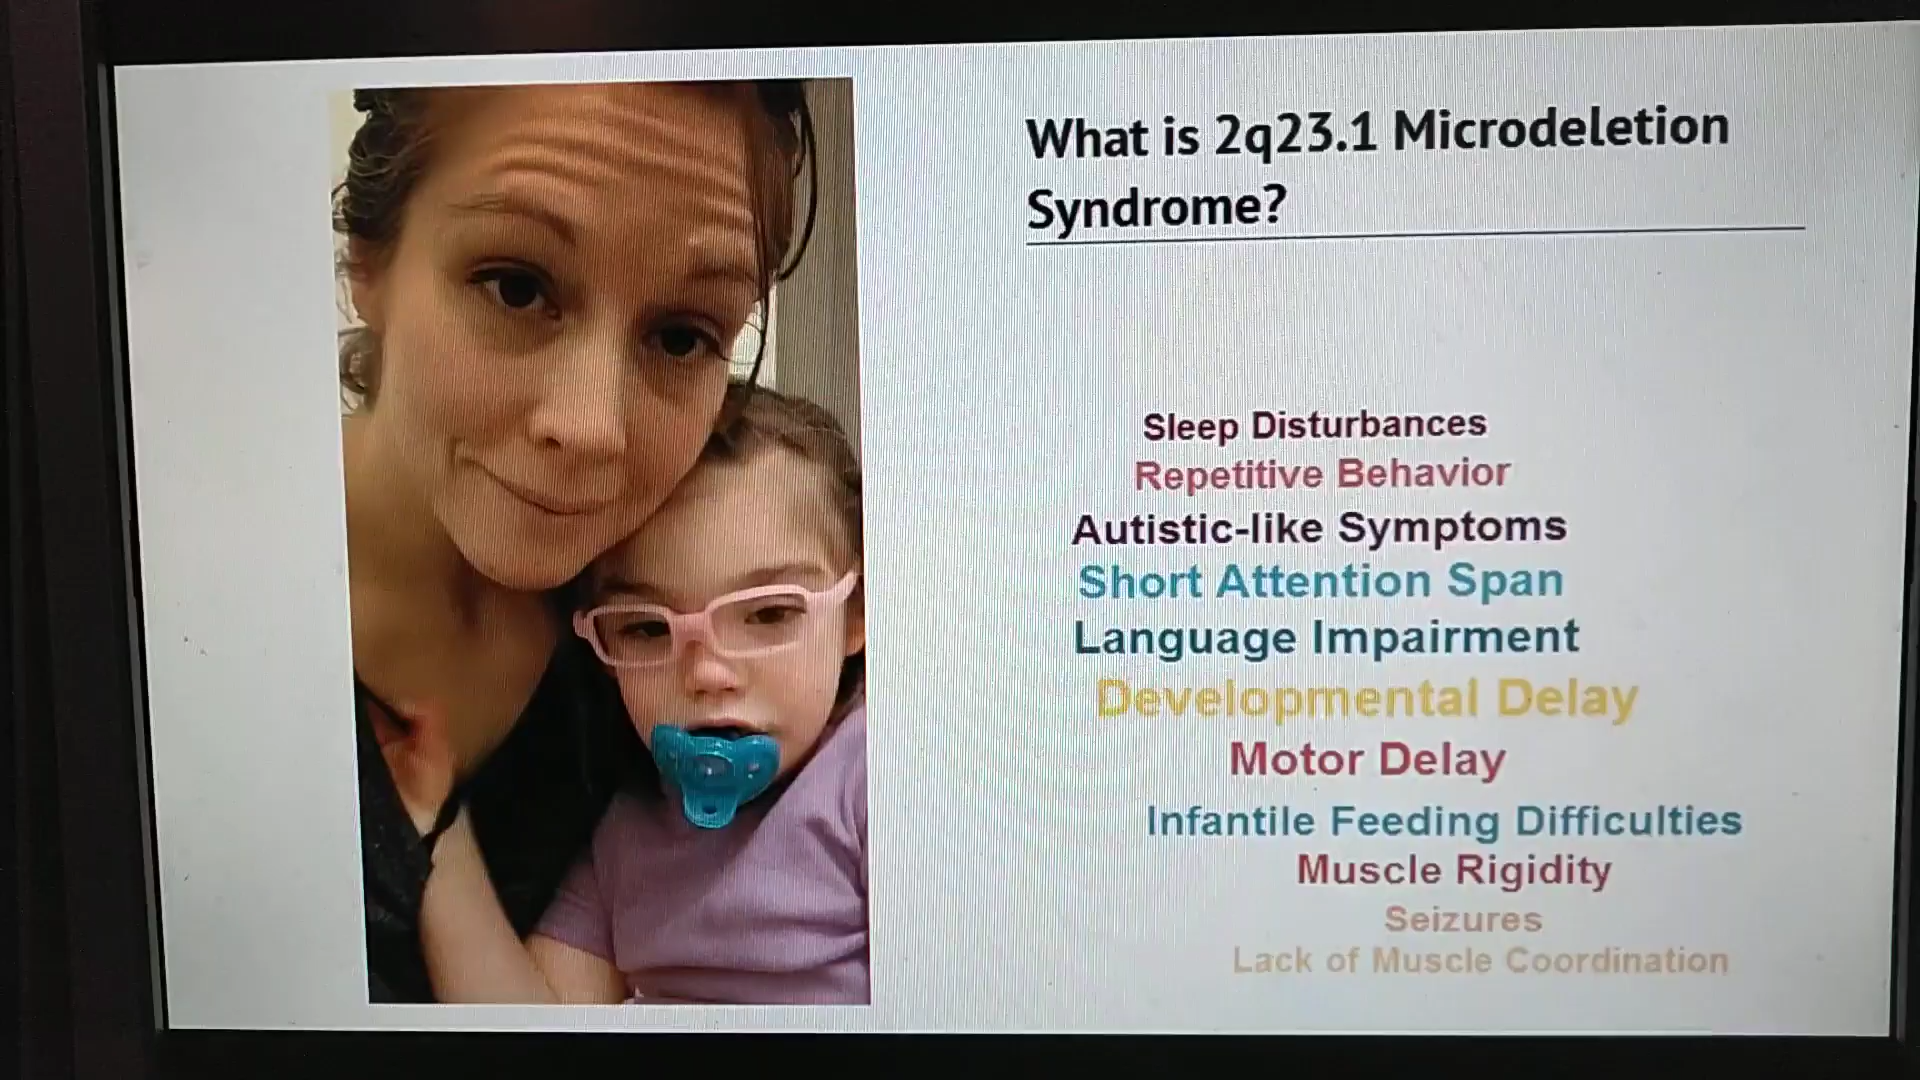 What is 2q23.1 Microdeletion
Syndrome?
Sleep Disturbances
Repetitive Behavior
Autistic-like Symptoms
Short Attention Span
Language Impairment
Developmental Delay
Motor Delay
Infantile Feeding Difficulties
Muscle Rigidity
Seizures
Lack of Muscle Coordination